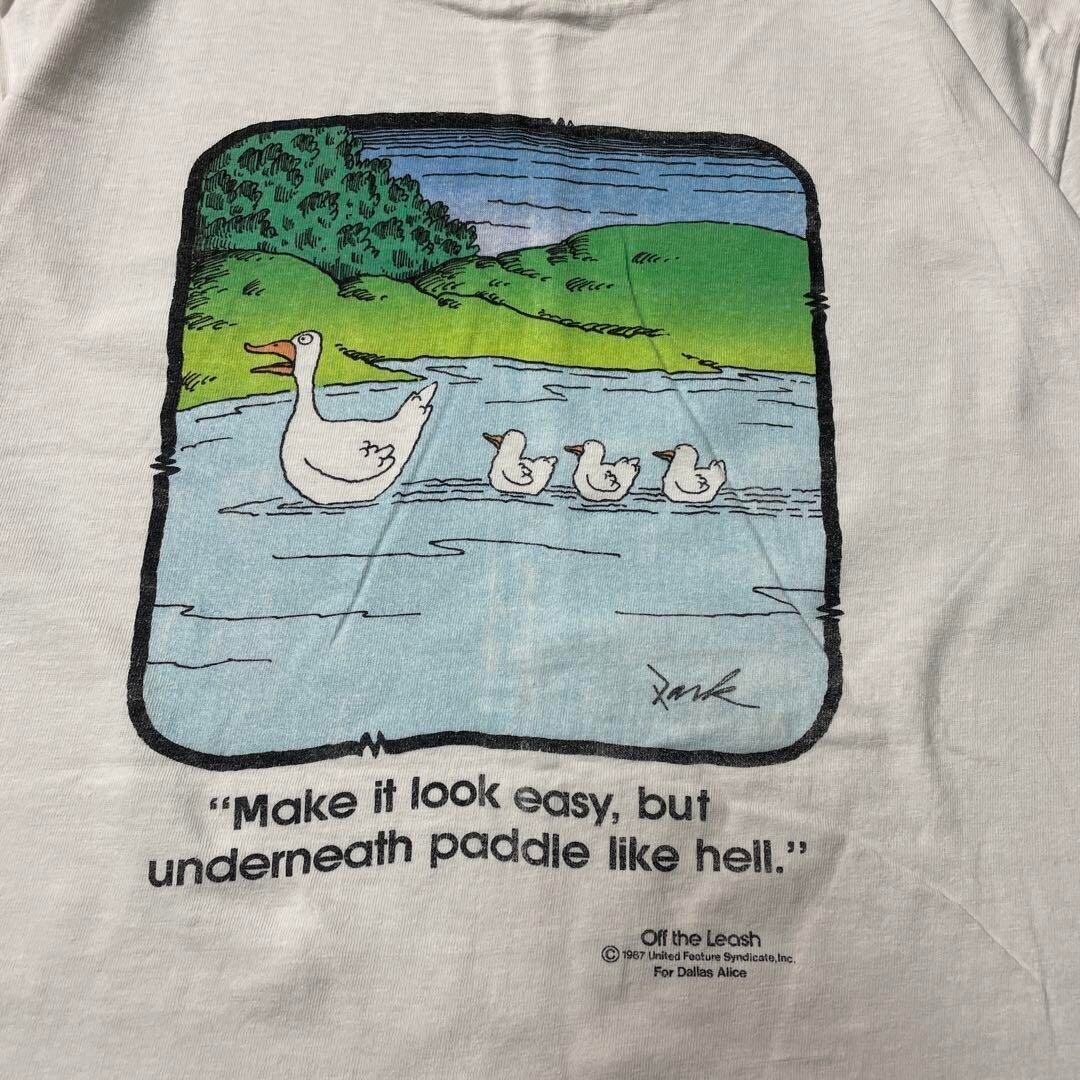 Park
“Make it look easy, but
underneath paddle like hell.”
Off the Leash
© 1987 United Feature Syndicate, Inc.
For Dallas Alice